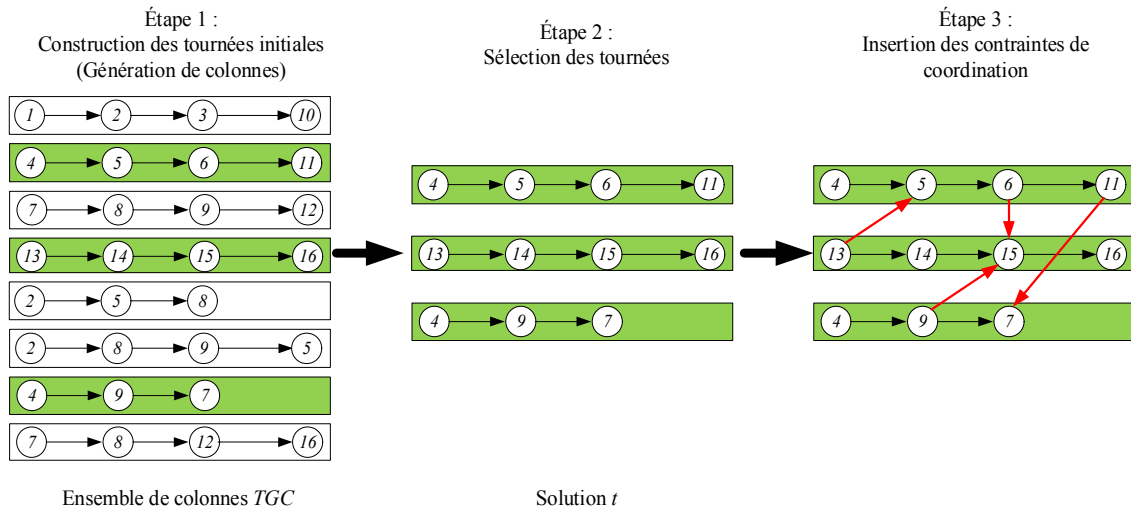 Étape 1 :
Construction des tournées initiales
(Génération de colonnes)
1 2 3 10
4 5 6 11
7 8 9 12
13 14 15 16
2 5 8
2 8 9 5
4 9 7
7 8 12 16
Ensemble de colonnes TGC
Étape 2 :
Sélection des tournées
4 5 6 11
13 14 15 16
4 9 7
Solution t
Étape 3 :
Insertion des contraintes de
coordination
4 5 6 11
13 14 15 16
4 9 7